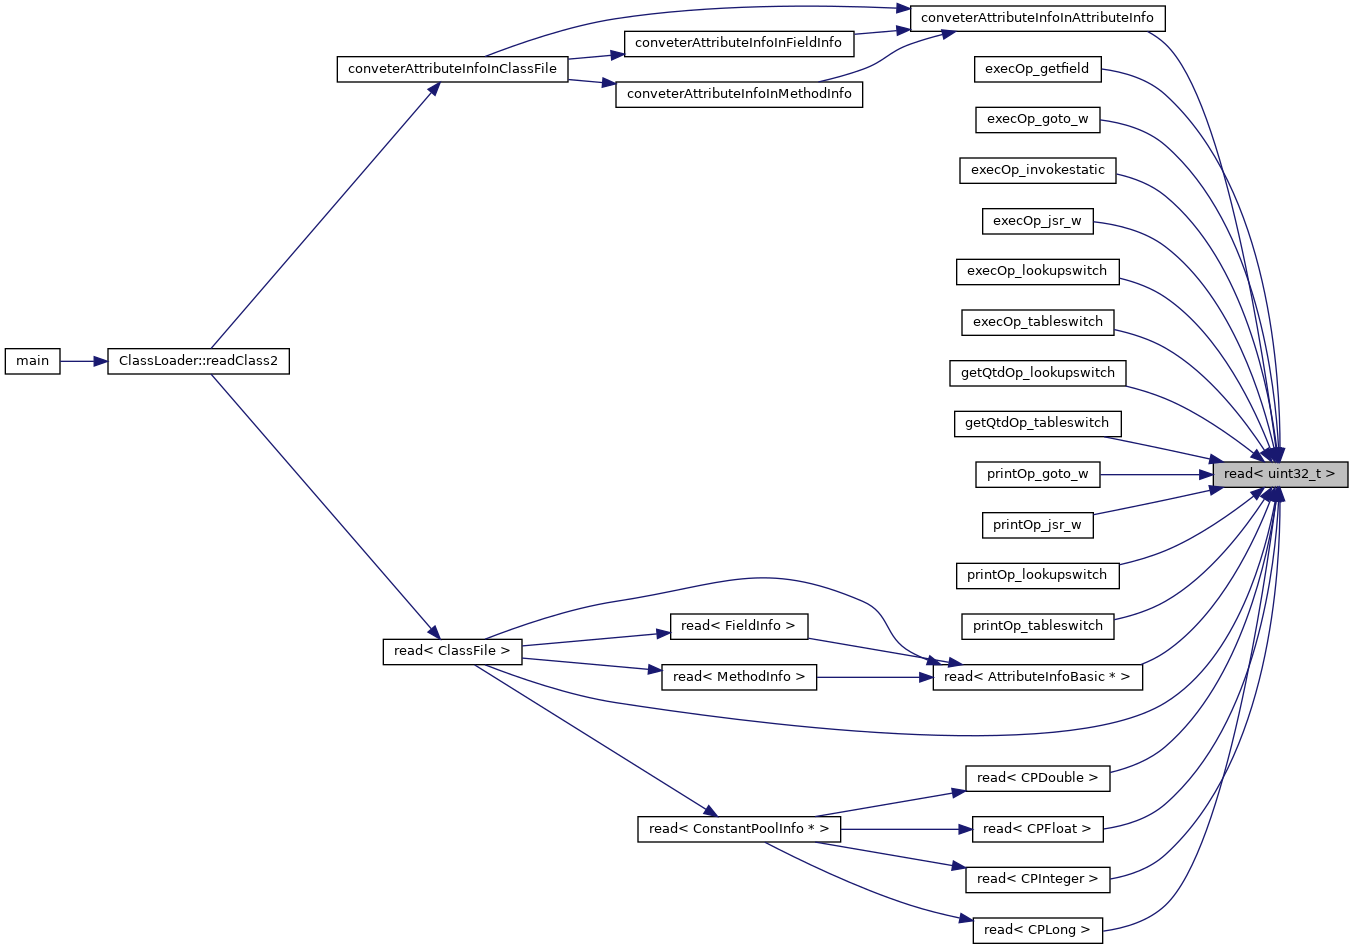 conveterAttributeInfoInAttributeInfo
conveterAttributeInfoInFieldInfo
conveterAttributeInfoInClassFile
execOp_getfield
conveterAttributeInfoInMethodInfo
execOp_goto_w
execOp_invokestatic
execOp_jsr_w
execOp_lookupswitch
execOp_tableswitch
main
ClassLoader::readClass2
getQtdOp_lookupswitch
getQtdOp_tableswitch
printOp_goto_w
read< uint32_t >
printOp_jsr_w
printOp_lookupswitch
read< FieldInfo >
printOp_tableswitch
read< ClassFile >
read< MethodInfo >
read< AttributeInfoBasic * >
read< CPDouble >
read< ConstantPoolInfo * >
read< CPFloat >
read< CPInteger >
read< CPLong >